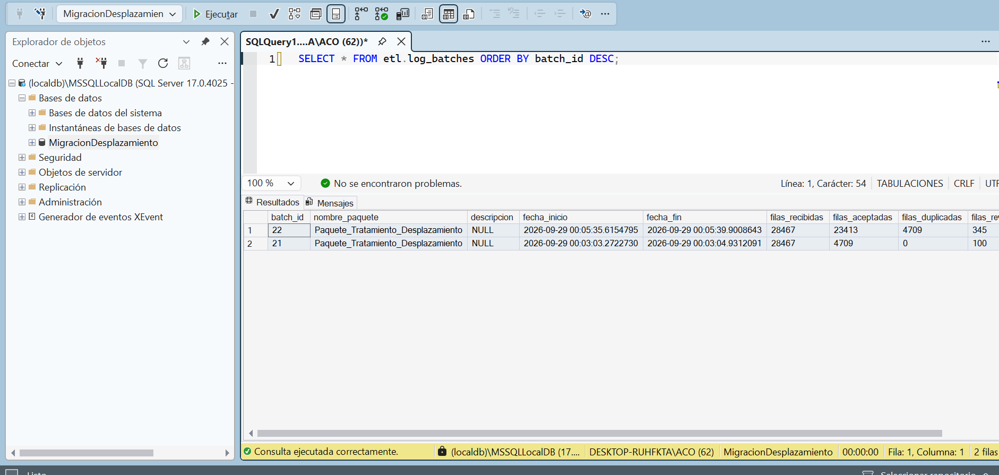 MigracionDesplazamien
Ejecutar
Explorador de objetos
Conectar
(localdb)\MSSQLLocalDB (SQL Server 17.0.4025 -
Bases de datos
Bases de datos del sistema
Instantáneas de bases de datos
MigracionDesplazamiento
Seguridad
Objetos de servidor
Replicación
Administración
Generador de eventos XEvent
SQLQuery1....A\ACO (62))*
1 SELECT * FROM etl.log_batches ORDER BY batch_id DESC;
100 % No se encontraron problemas. Línea: 1, Carácter: 54 TABULACIONES CRLF UTF
Resultados Mensajes
batch_id nombre_paquete descripcion fecha_inicio fecha_fin filas_recibidas filas_aceptadas filas_duplicadas filas_re
1 22 Paquete_Tratamiento_Desplazamiento NULL 2026-09-29 00:05:35.6154795 2026-09-29 00:05:39.9008643 28467 23413 4709 345
2 21 Paquete_Tratamiento_Desplazamiento NULL 2026-09-29 00:03:03.2722730 2026-09-29 00:03:04.9312091 28467 4709 0 100
Consulta ejecutada correctamente. (localdb)\MSSQLLocalDB (17.... DESKTOP-RUHFKTA\ACO (62) MigracionDesplazamiento 00:00:00 Fila: 1, Columna: 1 2 filas
Listo Seleccionar repositorio